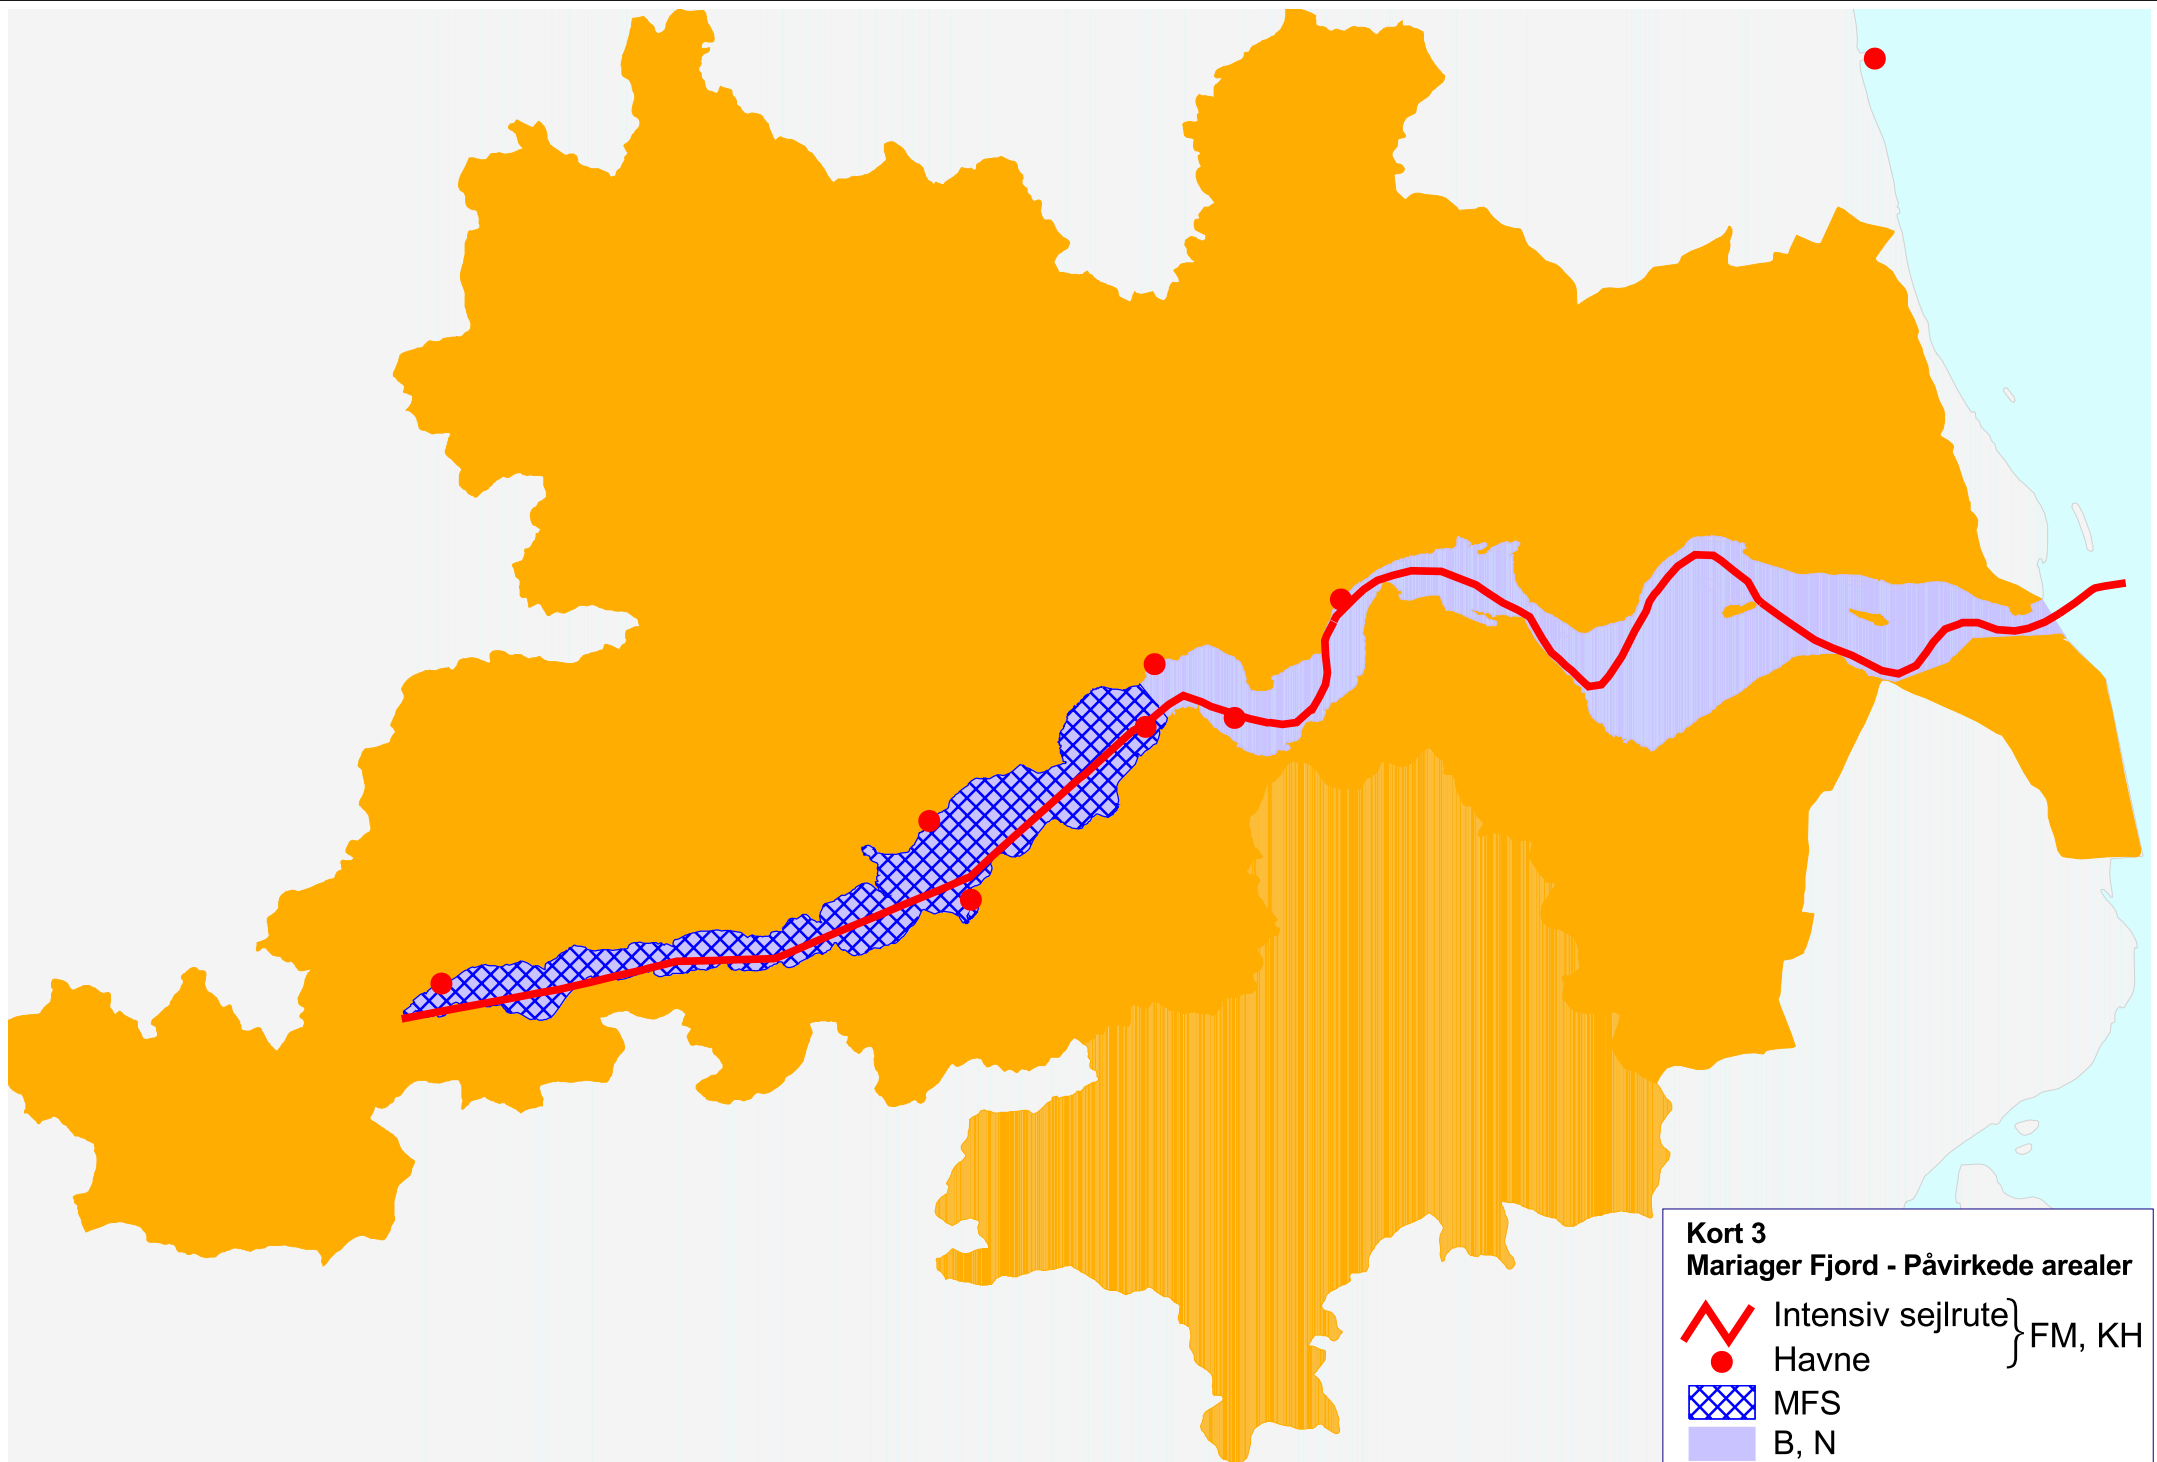 Kort 3
Mariager Fjord - Påvirkede arealer
Intensiv sejlrute
FM, KH
Havne
MFS
B, N